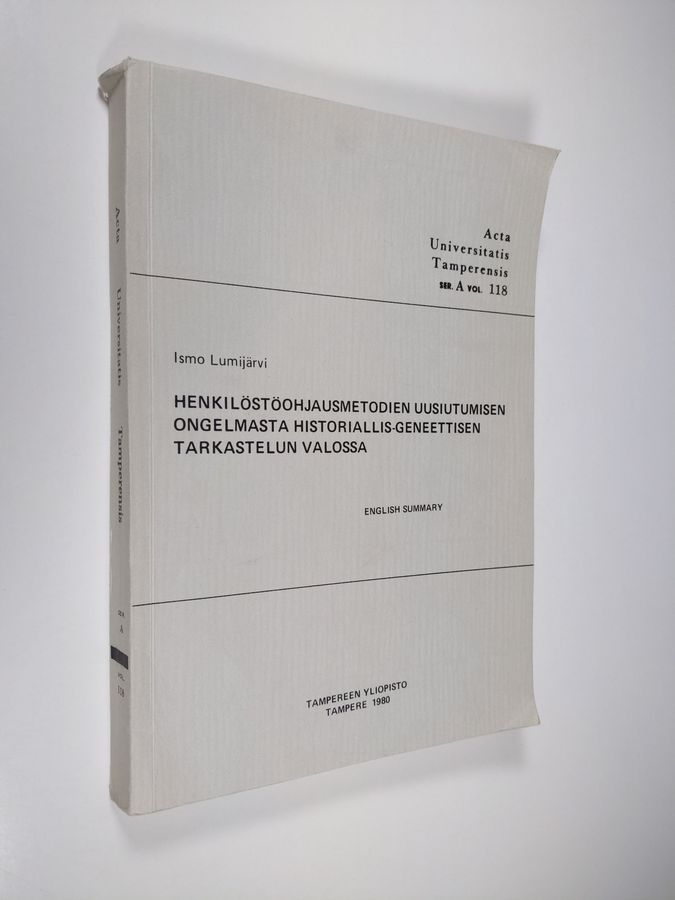 Acta
Universitatis
Tamperensis
SER. A VOL. 118
Ismo Lumijärvi
HENKILÖSTÖOHJAUSMETODIEN UUSIUTUMISEN
ONGELMASTA HISTORIALLIS-GENEETTISEN
TARKASTELUN VALOSSA
ENGLISH SUMMARY
TAMPEREEN YLIOPISTO
TAMPERE 1980
Acta Universitatis Tamperensis
SER.
A
VOL.
118